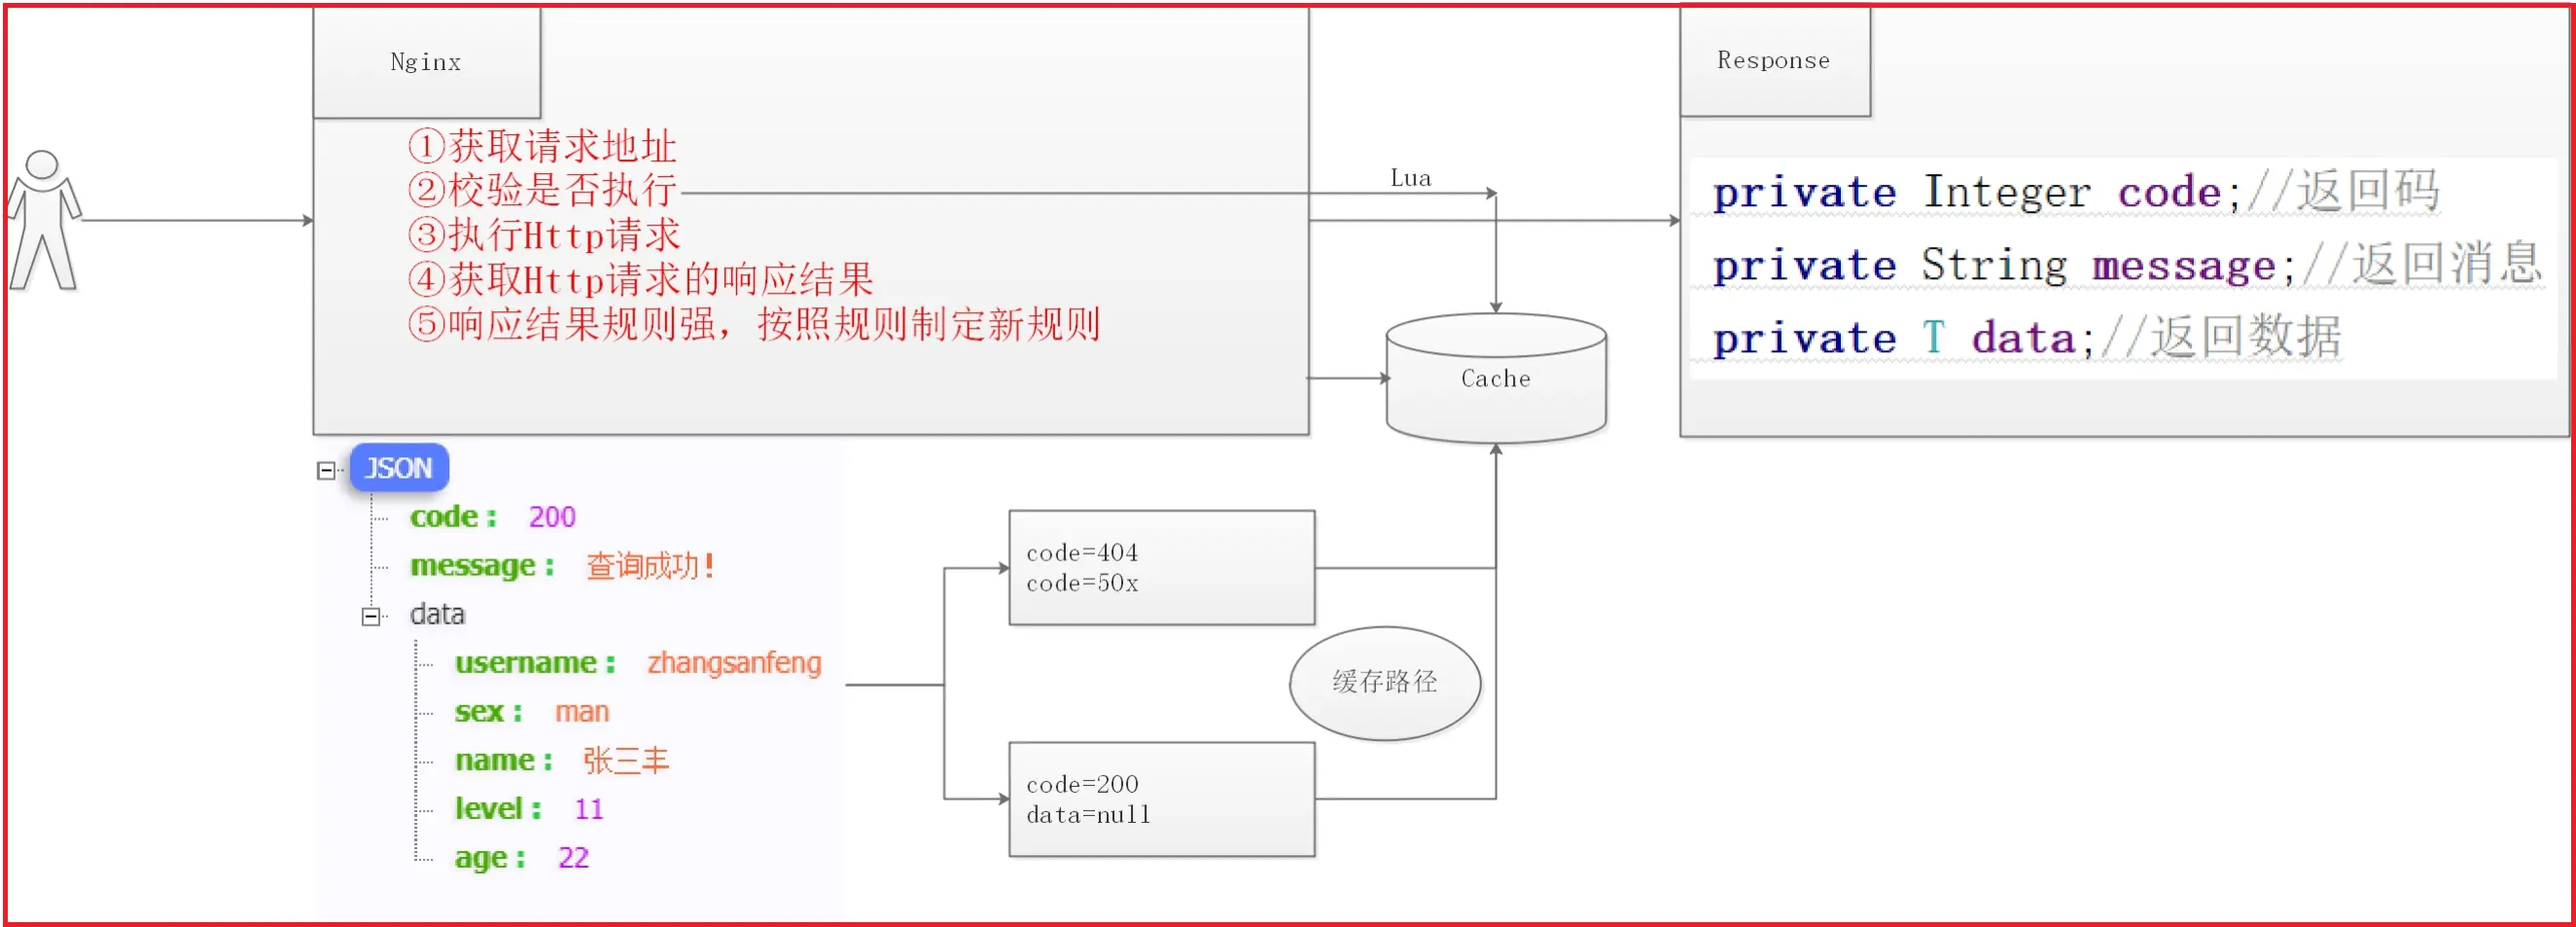 Nginx
①获取请求地址
②校验是否执行
③执行Http请求
④获取Http请求的响应结果
⑤响应结果规则强，按照规则制定新规则
Lua
Cache
Response
private Integer code;//返回码
private String message;//返回消息
private T data;//返回数据
JSON
code : 200
message : 查询成功！
data
username : zhangsanfeng
sex : man
name : 张三丰
level : 11
age : 22
code=404
code=50x
缓存路径
code=200
data=null